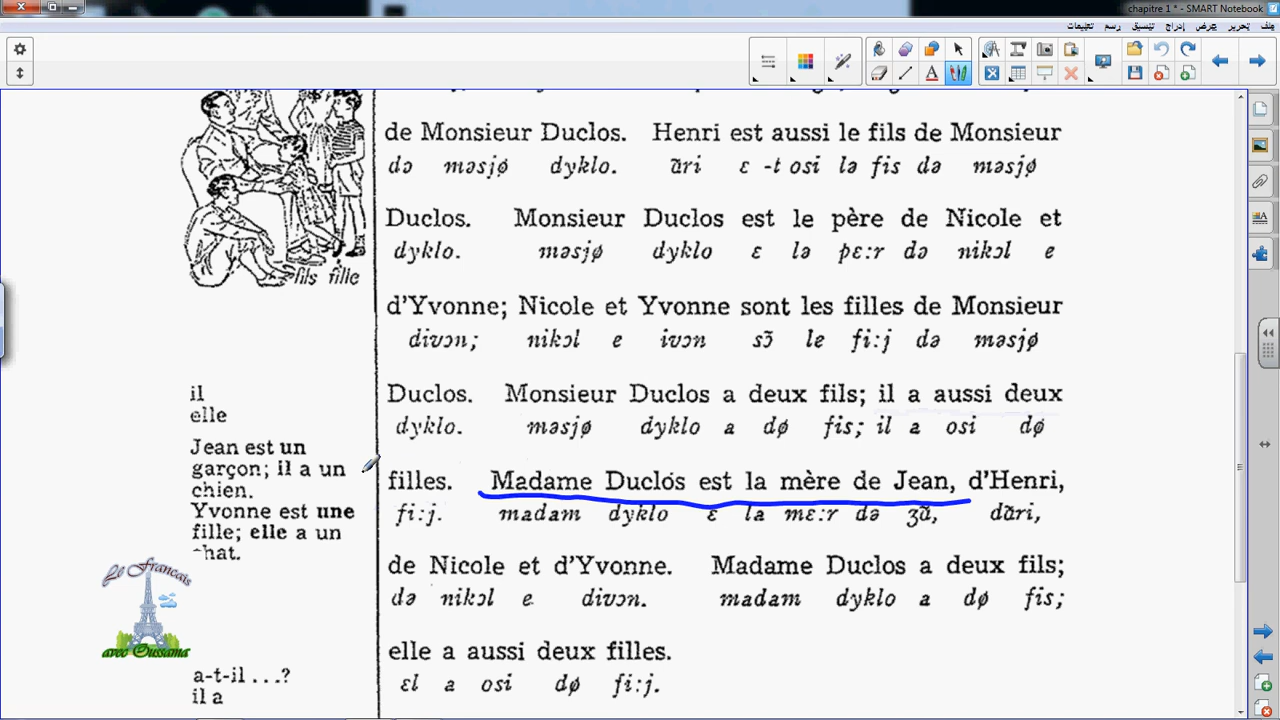 chapitre 1 * - SMART Notebook
ملف تحرير عرض إدراج تنسيق رسم تعليمات
de Monsieur Duclos. Henri est aussi le fils de Monsieur
də məsjø dyklo. ɑ̃ri ɛ -t osi lə fis də məsjø
Duclos. Monsieur Duclos est le père de Nicole et
dyklo. məsjø dyklo ɛ lə pɛ:r də nikɔl e
d'Yvonne; Nicole et Yvonne sont les filles de Monsieur
divɔn; nikɔl e ivɔn sɔ̃ le fi:j də məsjø
Duclos. Monsieur Duclos a deux fils; il a aussi deux
dyklo. məsjø dyklo a dø fis; il a osi dø
filles. Madame Duclos est la mère de Jean, d'Henri,
fi:j. madam dyklo ɛ la mɛ:r də ʒɑ̃, dɑ̃ri,
de Nicole et d'Yvonne. Madame Duclos a deux fils;
də nikɔl e divɔn. madam dyklo a dø fis;
elle a aussi deux filles.
ɛl a osi dø fi:j.
fils fille
il
elle
Jean est un
garçon; il a un
chien.
Yvonne est une
fille; elle a un
chat.
Le Francais
avec Oussama
a-t-il ...?
il a